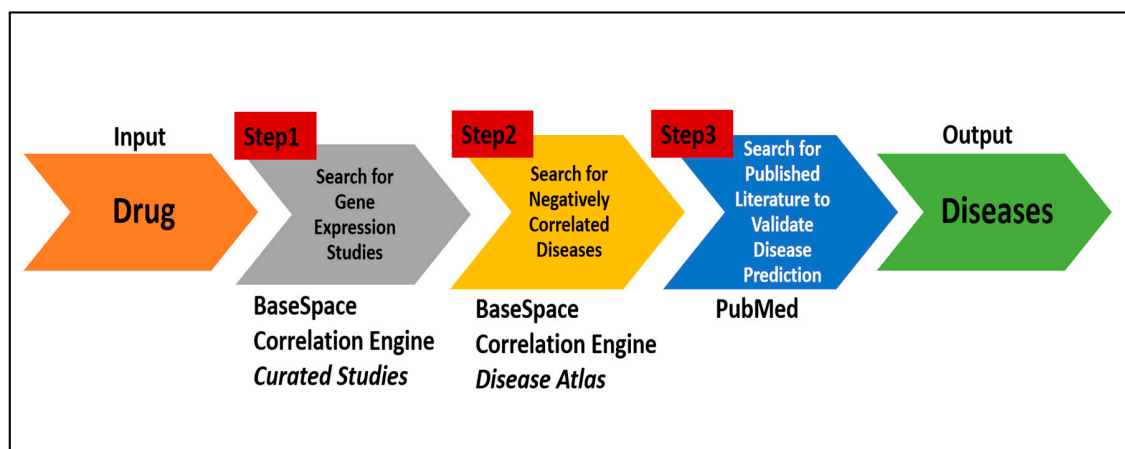 Input
Drug
Step1
Search for
Gene
Expression
Studies
BaseSpace
Correlation Engine
Curated Studies
Step2
Search for
Negatively
Correlated
Diseases
BaseSpace
Correlation Engine
Disease Atlas
Step3
Search for
Published
Literature to
Validate
Disease
Prediction
PubMed
Output
Diseases